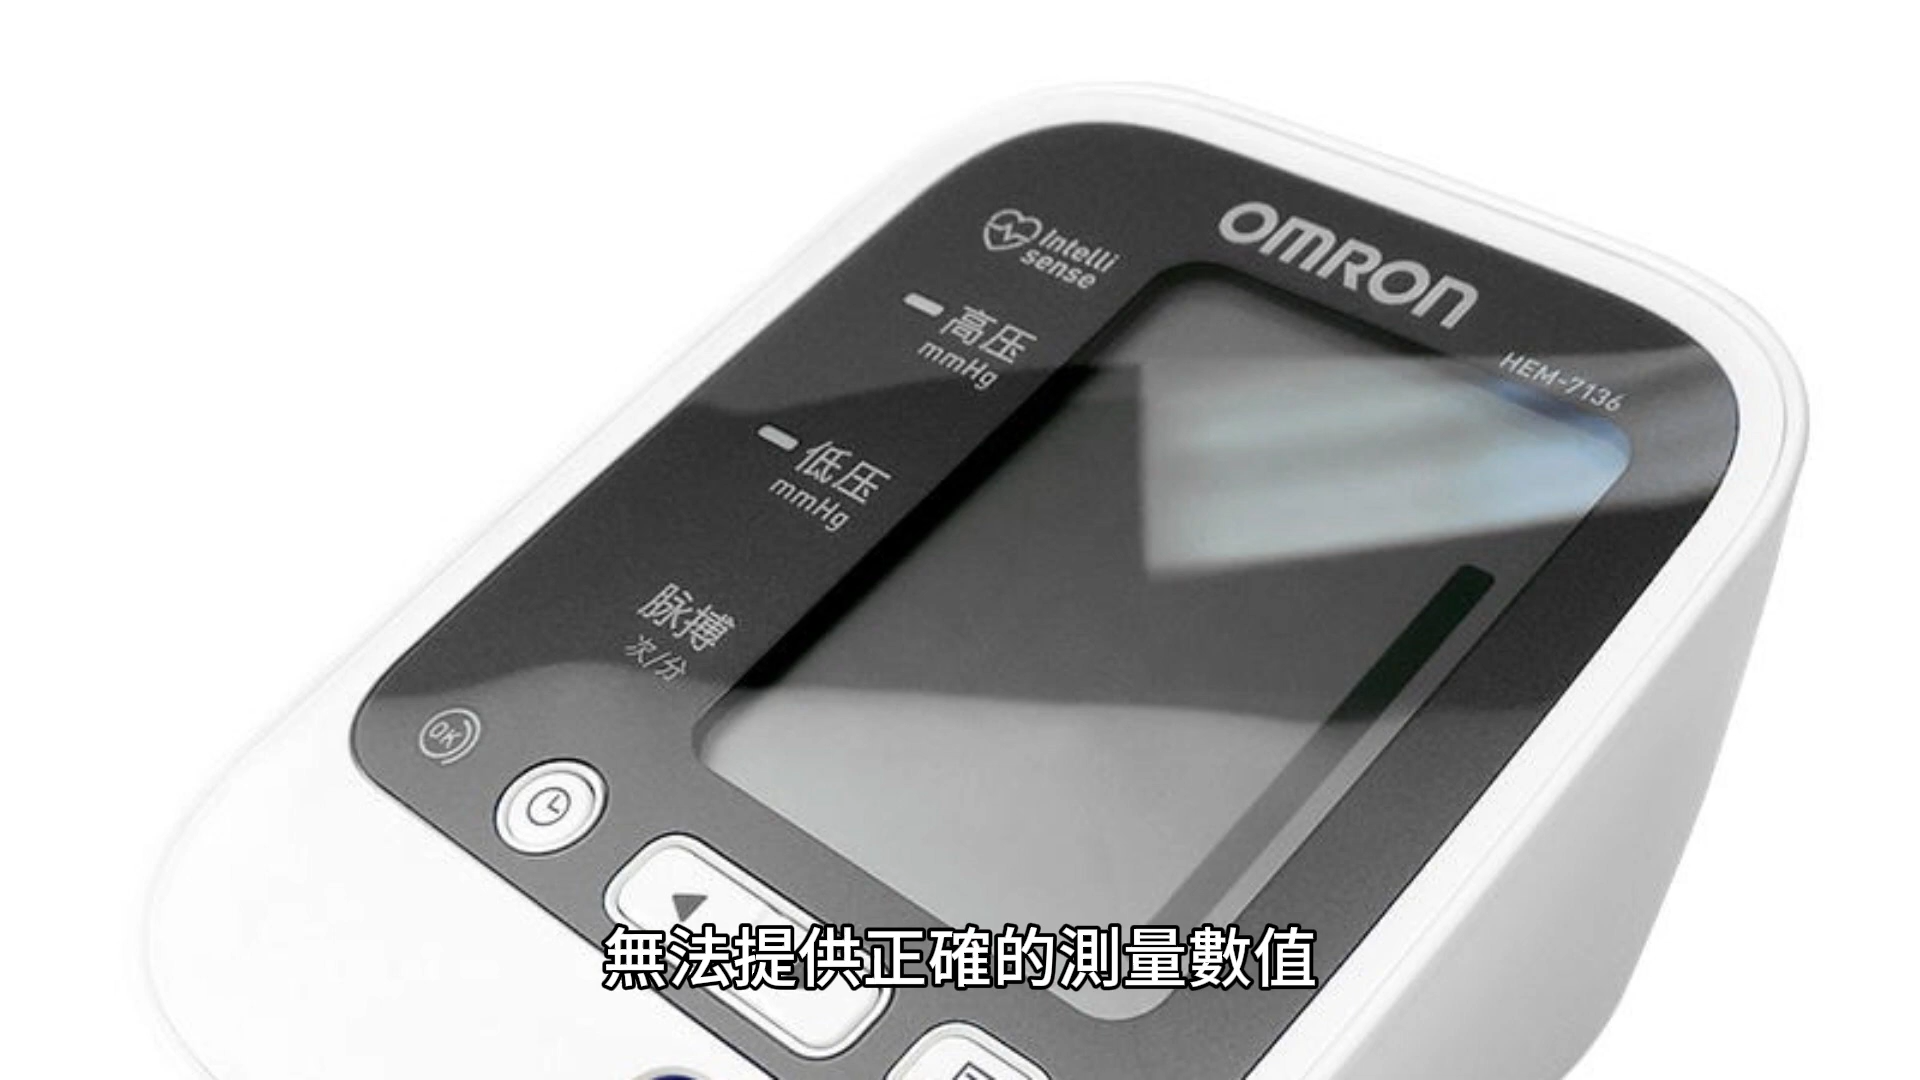 OMRON
HEM-7136
Intelli
sense
高压
mmHg
低压
mmHg
脉搏
次/分
OK
無法提供正確的測量數值